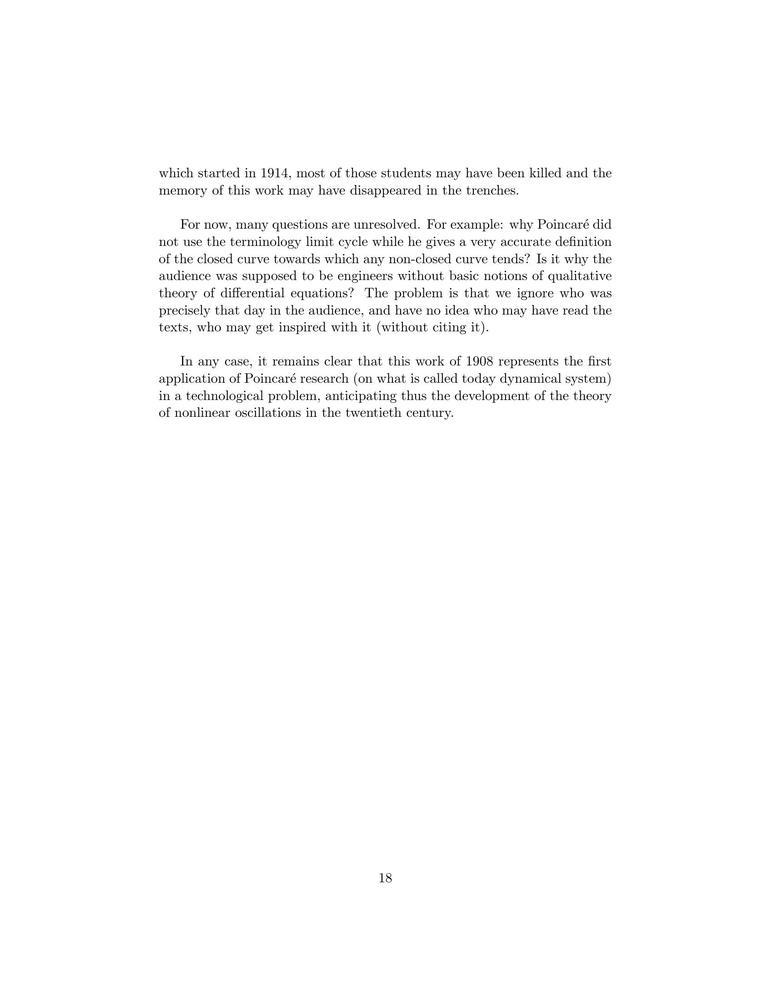 which started in 1914, most of those students may have been killed and the
memory of this work may have disappeared in the trenches.
For now, many questions are unresolved. For example: why Poincaré did
not use the terminology limit cycle while he gives a very accurate definition
of the closed curve towards which any non-closed curve tends? Is it why the
audience was supposed to be engineers without basic notions of qualitative
theory of differential equations? The problem is that we ignore who was
precisely that day in the audience, and have no idea who may have read the
texts, who may get inspired with it (without citing it).
In any case, it remains clear that this work of 1908 represents the first
application of Poincaré research (on what is called today dynamical system)
in a technological problem, anticipating thus the development of the theory
of nonlinear oscillations in the twentieth century.
18